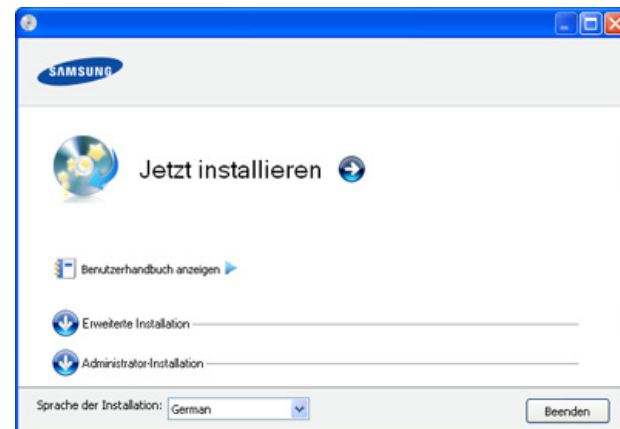 SAMSUNG
Jetzt installieren
Benutzerhandbuch anzeigen
Erweiterte Installation
Administrator-Installation
Sprache der Installation: German
Beenden